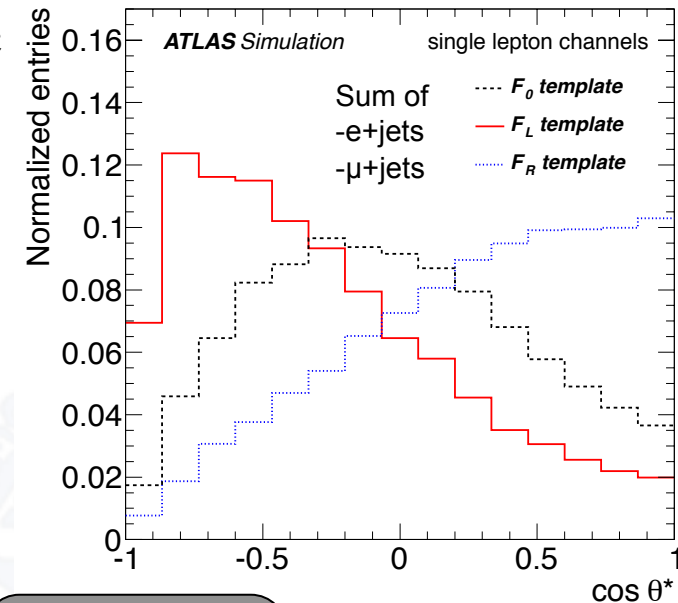 ATLAS Simulation single lepton channels
Sum of
-e+jets
-μ+jets
F0 template
FL template
FR template
Normalized entries
0.16
0.14
0.12
0.1
0.08
0.06
0.04
0.02
0
-1 -0.5 0 0.5 1
cos θ*